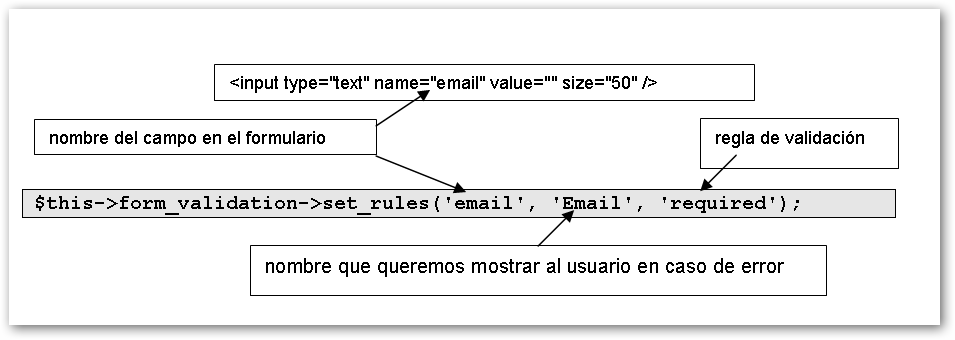 <input type="text" name="email" value="" size="50" />
nombre del campo en el formulario
regla de validación
$this->form_validation->set_rules('email', 'Email', 'required');
nombre que queremos mostrar al usuario en caso de error